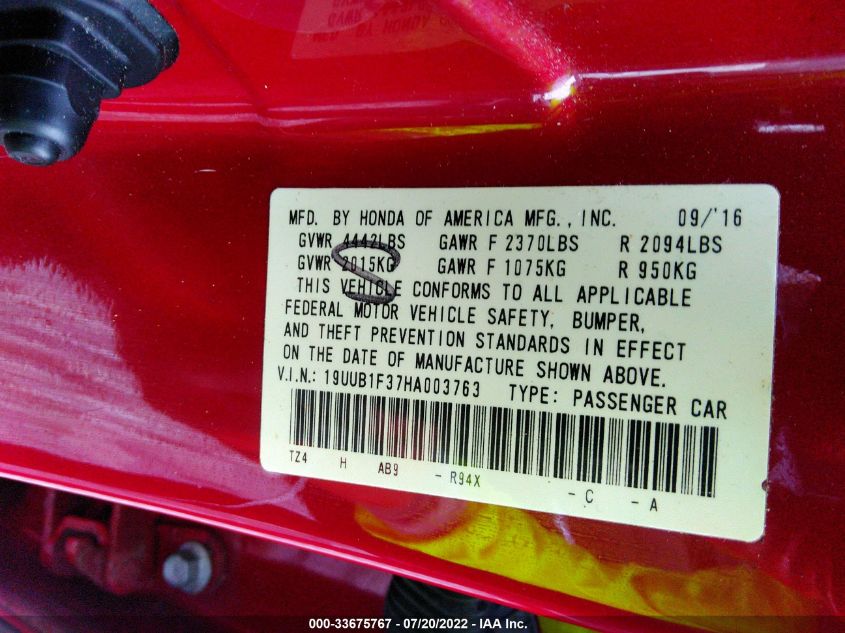 MFD. BY HONDA OF AMERICA MFG., INC. 09/'16
GVWR 4442LBS GAWR F 2370LBS R 2094LBS
GVWR 2015KG GAWR F 1075KG R 950KG
THIS VEHICLE CONFORMS TO ALL APPLICABLE
FEDERAL MOTOR VEHICLE SAFETY, BUMPER,
AND THEFT PREVENTION STANDARDS IN EFFECT
ON THE DATE OF MANUFACTURE SHOWN ABOVE.
V.I.N.: 19UUB1F37HA003763 TYPE: PASSENGER CAR
TZ4 H AB9 - R94X - C - A
000-33675767 / 07/20/2022 - IAA Inc.